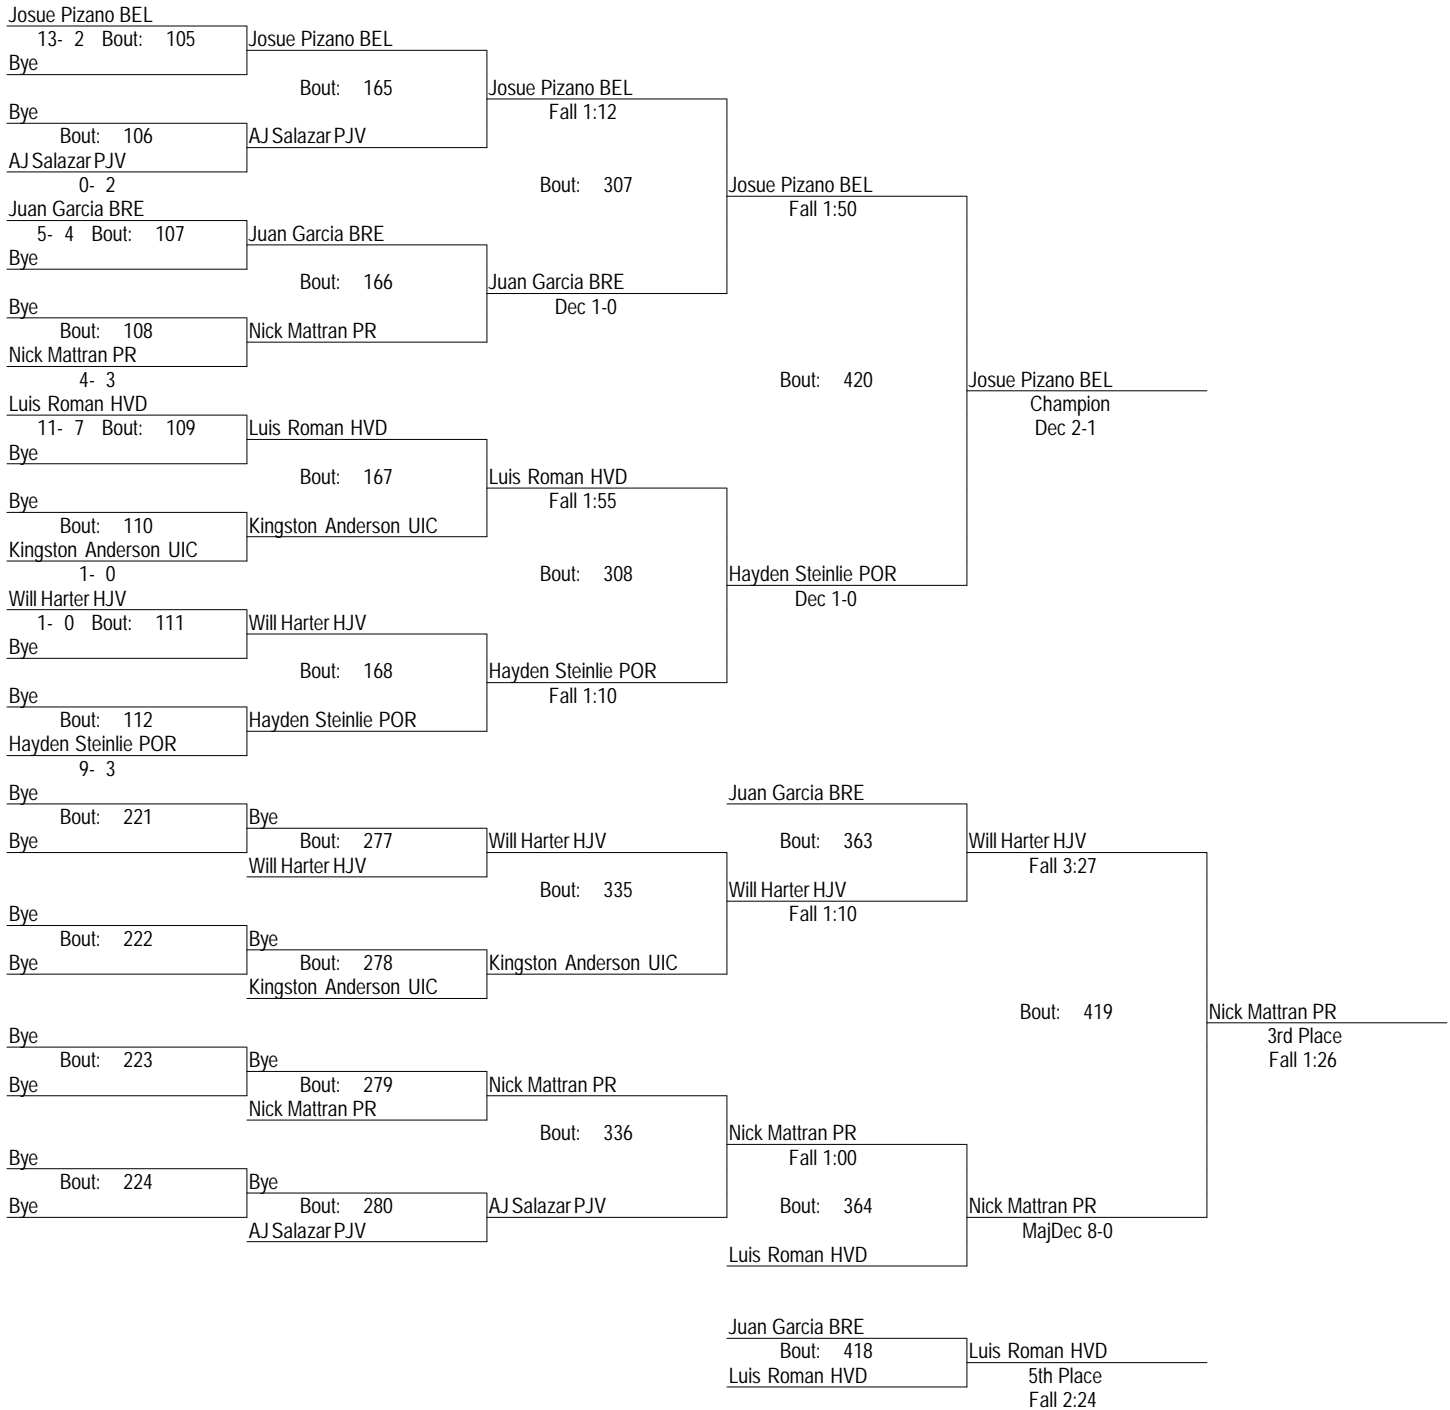 Josue Pizano BEL
13- 2 Bout: 105
Josue Pizano BEL
Bye
Bout: 165
Josue Pizano BEL
Bye
Fall 1:12
Bout: 106
AJ Salazar PJV
AJ Salazar PJV
0- 2
Bout: 307
Josue Pizano BEL
Juan Garcia BRE
Fall 1:50
5- 4 Bout: 107
Juan Garcia BRE
Bye
Bout: 166
Juan Garcia BRE
Bye
Dec 1-0
Bout: 108
Nick Mattran PR
Nick Mattran PR
4- 3
Bout: 420
Josue Pizano BEL
Luis Roman HVD
Champion
11- 7 Bout: 109
Luis Roman HVD
Dec 2-1
Bye
Bout: 167
Luis Roman HVD
Bye
Fall 1:55
Bout: 110
Kingston Anderson UIC
Kingston Anderson UIC
1- 0
Bout: 308
Hayden Steinlie POR
Will Harter HJV
Dec 1-0
1- 0 Bout: 111
Will Harter HJV
Bye
Bout: 168
Hayden Steinlie POR
Bye
Fall 1:10
Bout: 112
Hayden Steinlie POR
Hayden Steinlie POR
9- 3
Bye
Juan Garcia BRE
Bout: 221
Bye
Bye
Bout: 277
Will Harter HJV
Bout: 363
Will Harter HJV
Will Harter HJV
Fall 3:27
Bout: 335
Will Harter HJV
Bye
Fall 1:10
Bout: 222
Bye
Bye
Bout: 278
Kingston Anderson UIC
Kingston Anderson UIC
Bout: 419
Nick Mattran PR
Bye
3rd Place
Bout: 223
Bye
Fall 1:26
Bye
Bout: 279
Nick Mattran PR
Nick Mattran PR
Bout: 336
Nick Mattran PR
Bye
Fall 1:00
Bout: 224
Bye
Bye
Bout: 280
AJ Salazar PJV
Bout: 364
Nick Mattran PR
AJ Salazar PJV
MajDec 8-0
Luis Roman HVD
Juan Garcia BRE
Bout: 418
Luis Roman HVD
Luis Roman HVD
5th Place
Fall 2:24